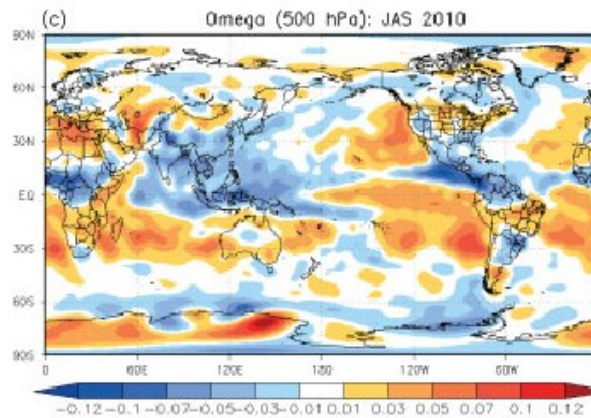 (c) Omega (500 hPa): JAS 2010
90N
60N
30N
EQ
30S
60S
90S
0 60E 120E 180 120W 60W
-0.12 -0.1 -0.07 -0.05 -0.03 -0.01 0.01 0.03 0.05 0.07 0.1 0.12